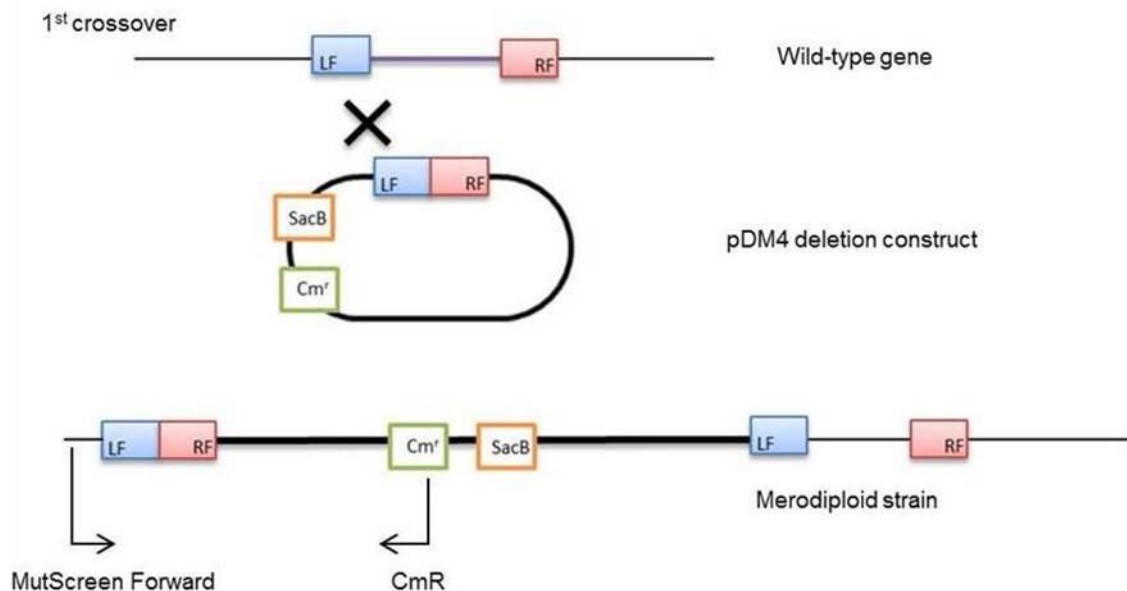 1st crossover
LF RF Wild-type gene
LF RF
SacB
pDM4 deletion construct
Cmr
LF RF Cmr SacB LF RF
Merodiploid strain
MutScreen Forward CmR